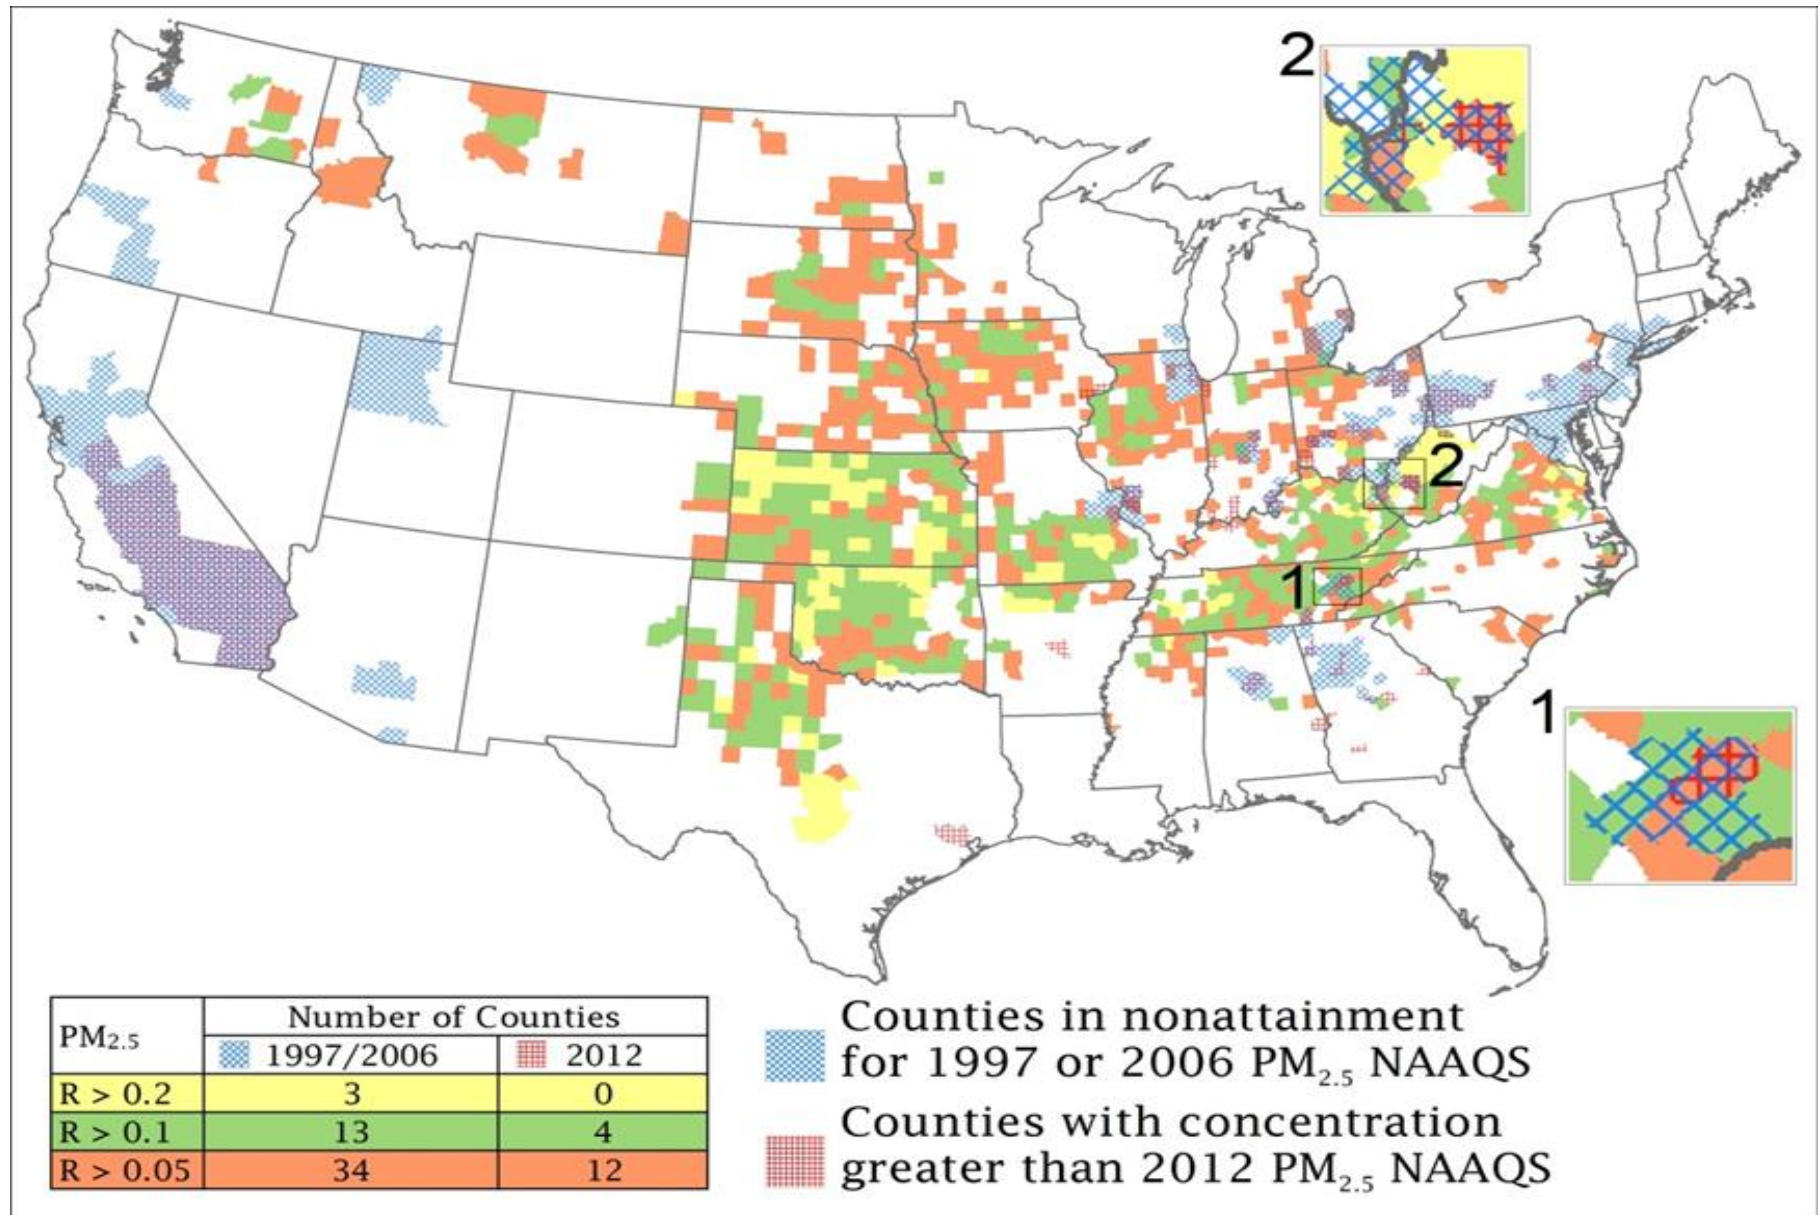 2
2
1
1
PM₂.₅
Number of Counties
1997/2006 2012
R > 0.2 3 0
R > 0.1 13 4
R > 0.05 34 12
Counties in nonattainment
for 1997 or 2006 PM₂.₅ NAAQS
Counties with concentration
greater than 2012 PM₂.₅ NAAQS